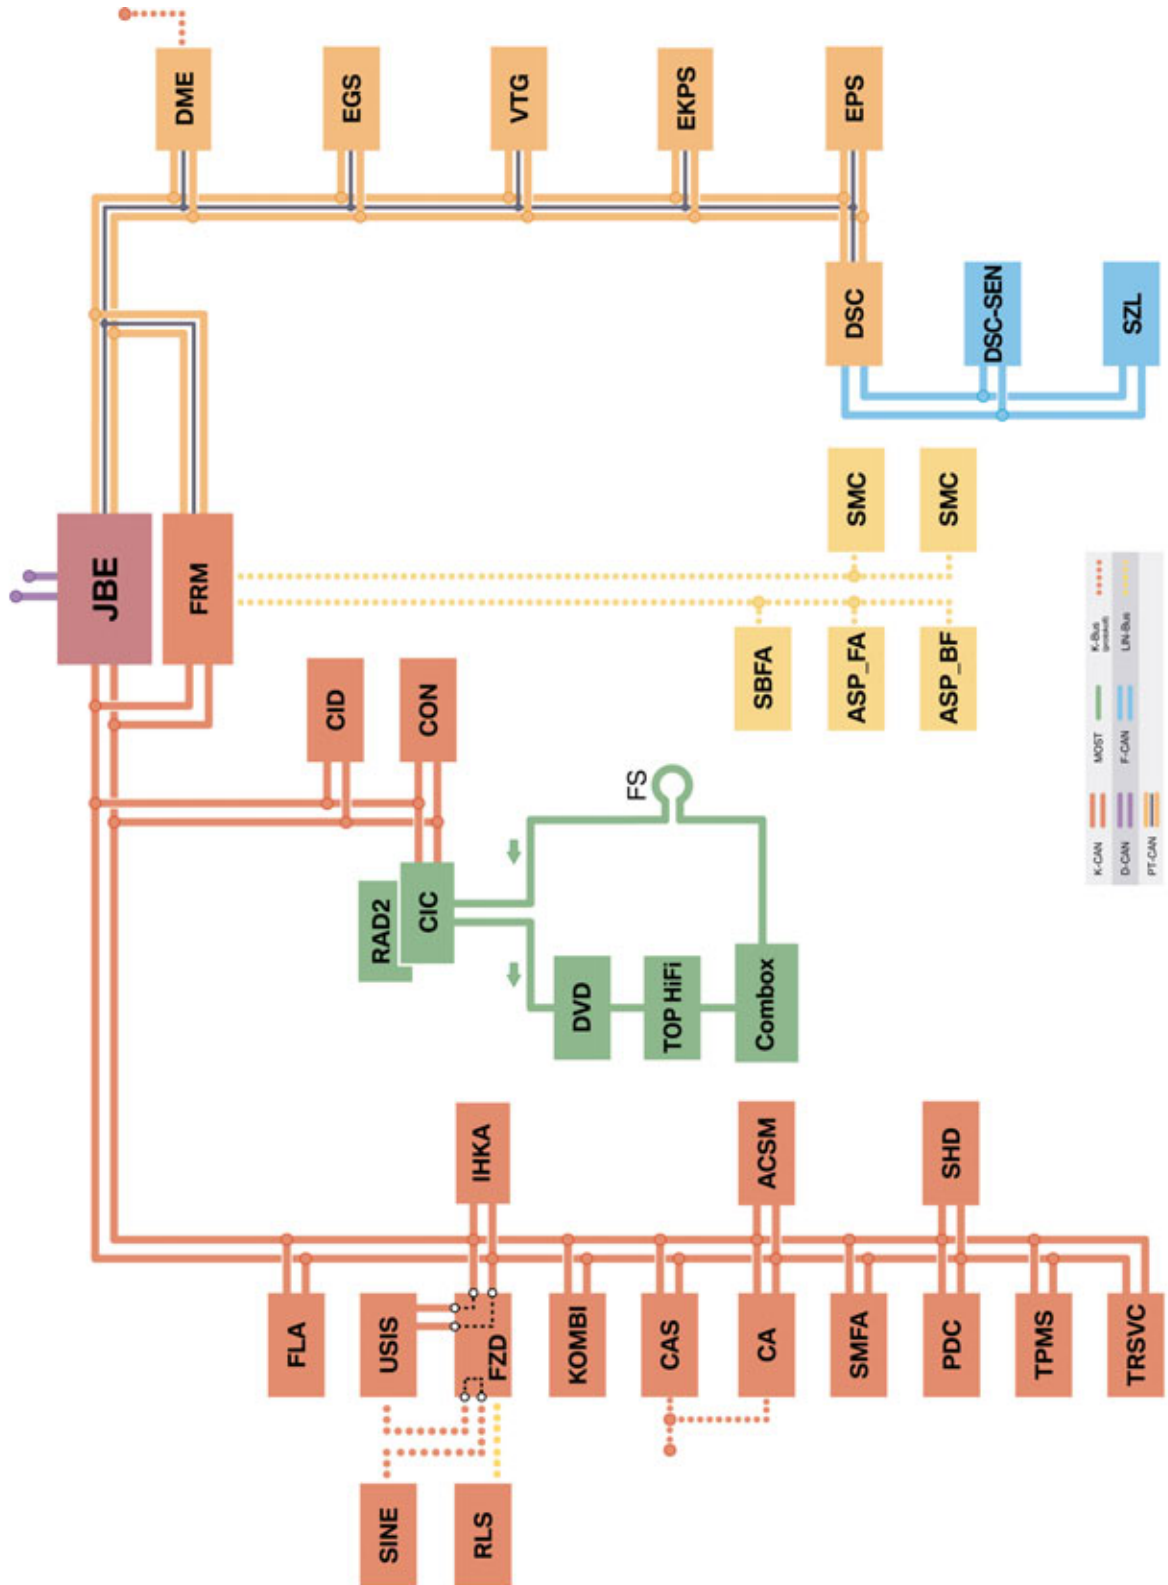 DME
EGS
VTG
EKPS
EPS
DSC
DSC-SEN
SZL
JBE
FRM
SMC
SMC
SBFA
ASP_FA
ASP_BF
CID
CON
FS
RAD2
CIC
DVD
TOP HiFi
Combox
K-CAN
MOST
K-Bus
(protokoll)
D-CAN
F-CAN
LIN-Bus
PT-CAN
IHKA
ACSM
SHD
FLA
USIS
FZD
KOMBI
CAS
CA
SMFA
PDC
TPMS
TRSVC
SINE
RLS